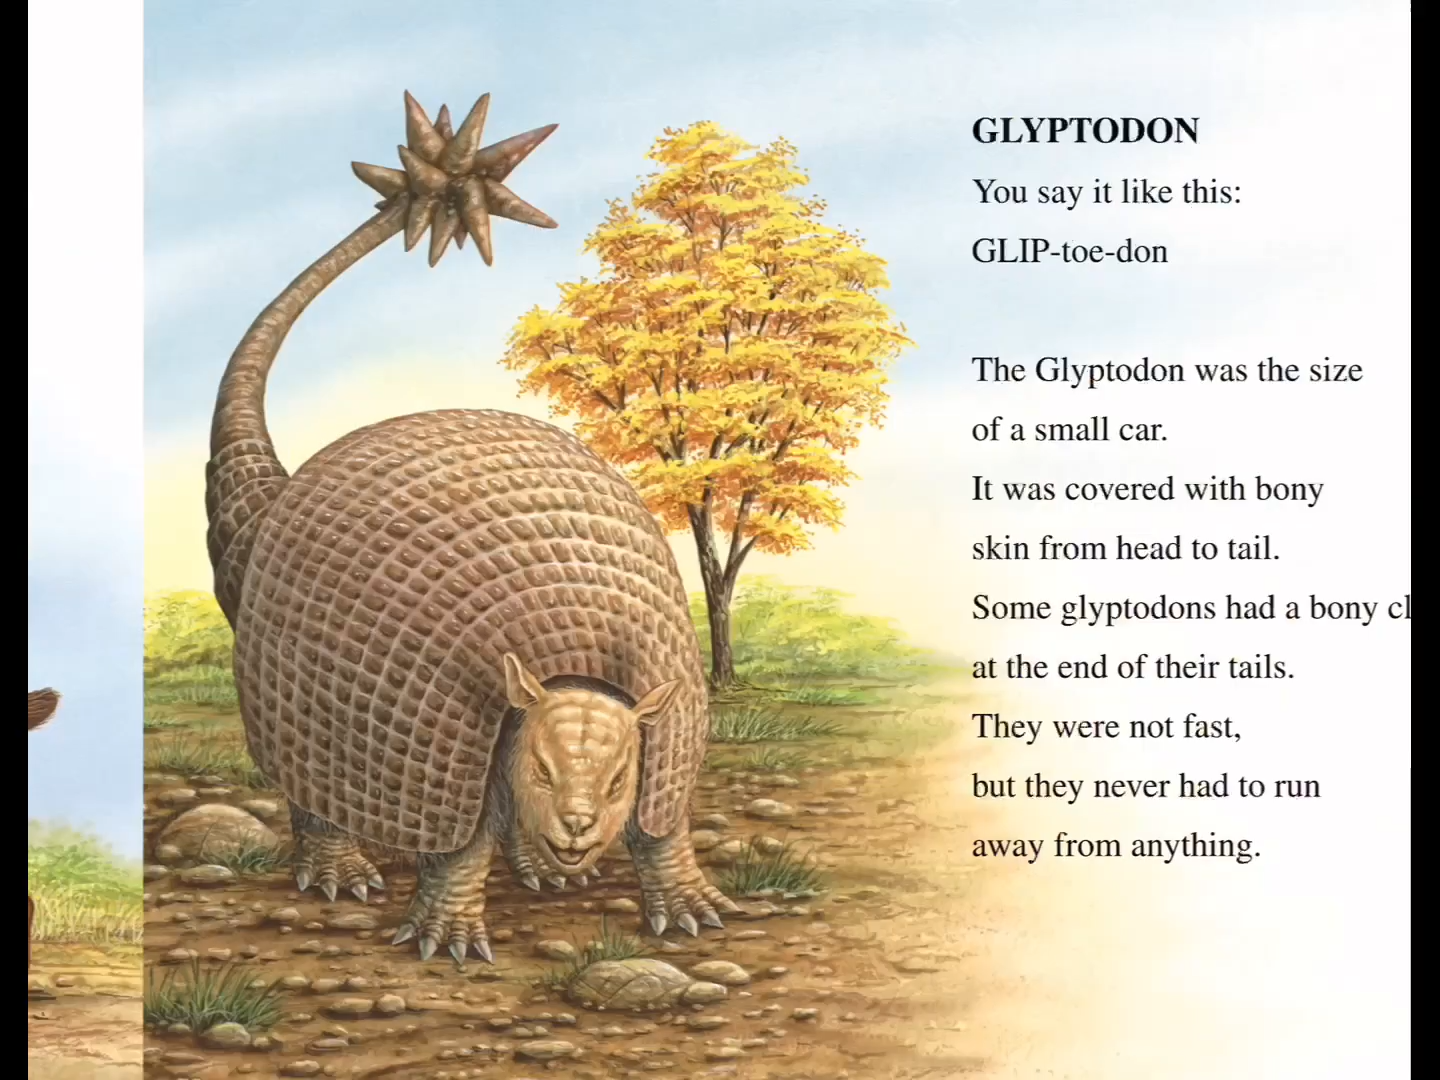 GLYPTODON
You say it like this:
GLIP-toe-don
The Glyptodon was the size
of a small car.
It was covered with bony
skin from head to tail.
Some glyptodons had a bony
at the end of their tails.
They were not fast,
but they never had to run
away from anything.